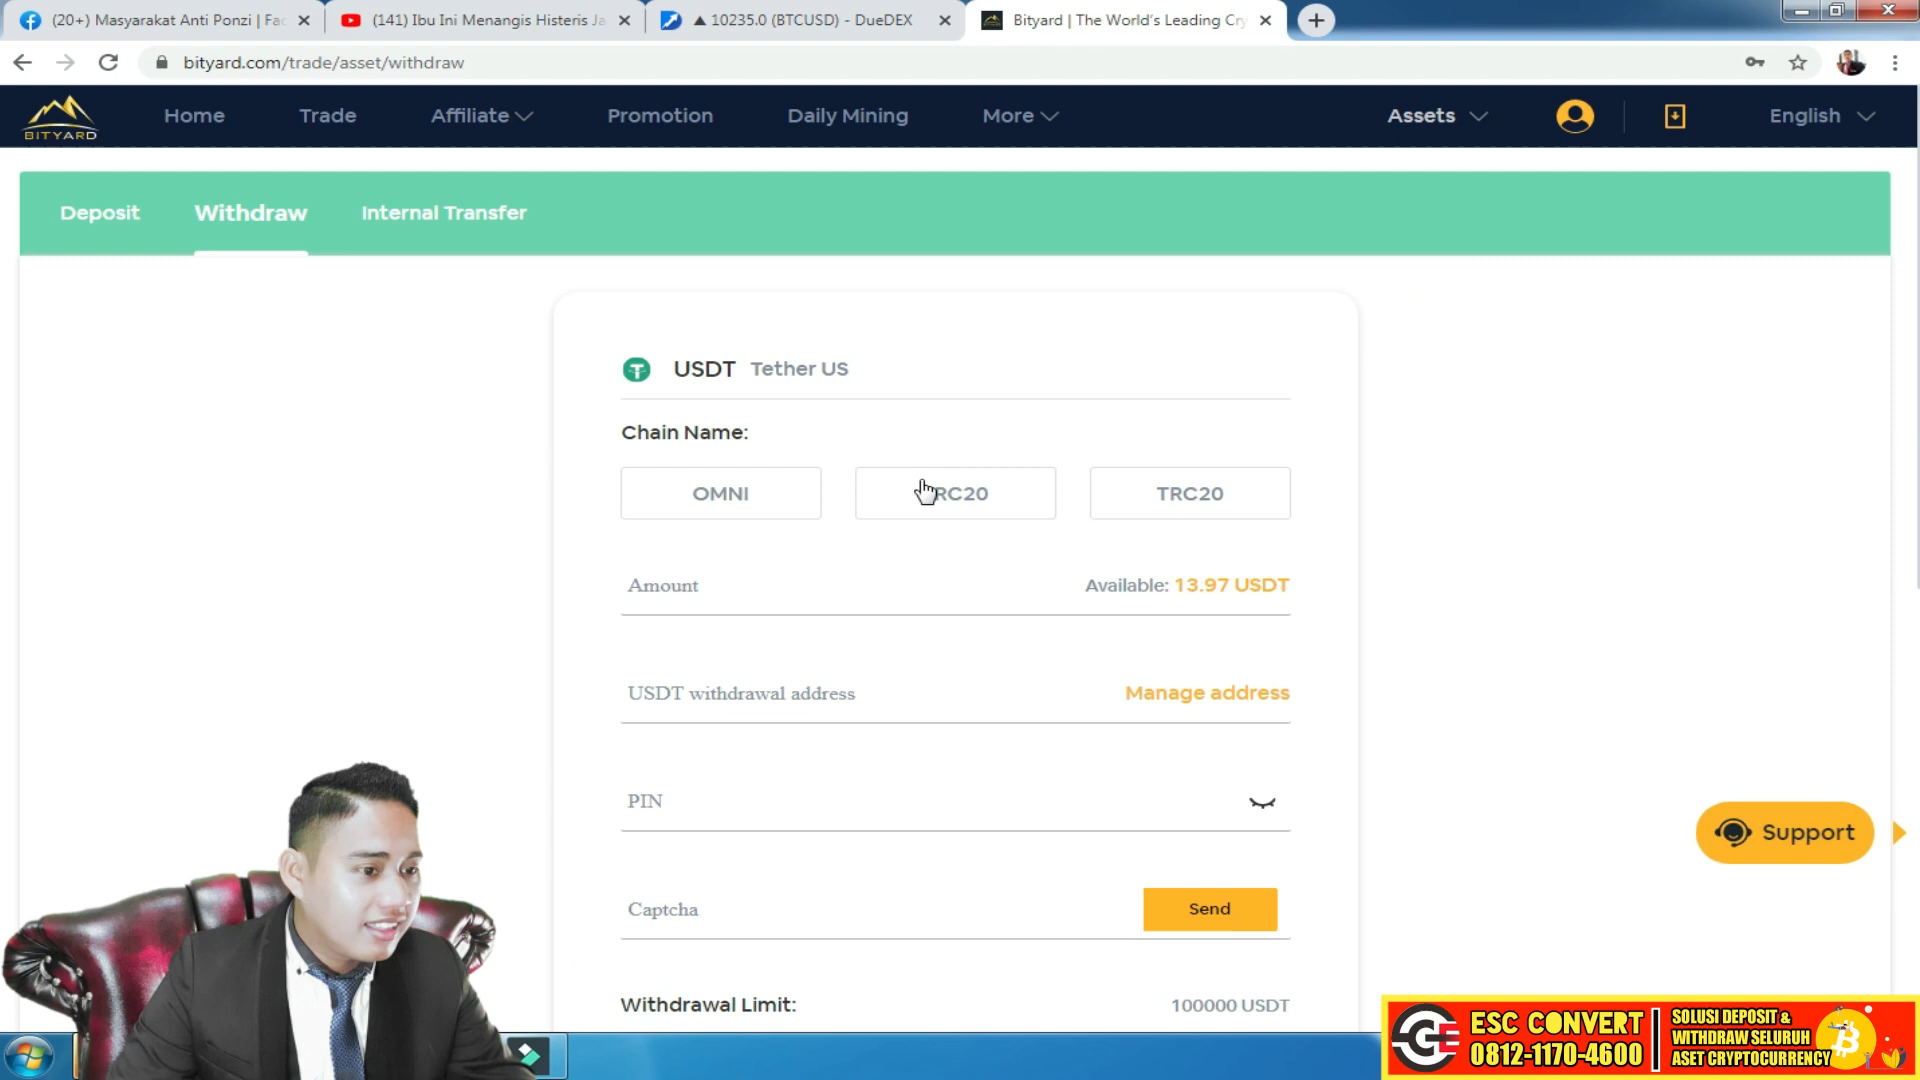 (20+) Masyarakat Anti Ponzi | Fac
(141) Ibu Ini Menangis Histeris Ja
▲ 10235.0 (BTCUSD) - DueDEX
Bityard | The World's Leading Cry
bityard.com/trade/asset/withdraw
BITYARD
Home
Trade
Affiliate
Promotion
Daily Mining
More
Assets
English
Deposit
Withdraw
Internal Transfer
USDT Tether US
Chain Name:
OMNI
RC20
TRC20
Amount
Available: 13.97 USDT
USDT withdrawal address
Manage address
PIN
Support
Captcha
Send
Withdrawal Limit:
100000 USDT
ESC CONVERT
0812-1170-4600
SOLUSI DEPOSIT &
WITHDRAW SELURUH
ASET CRYPTOCURRENCY